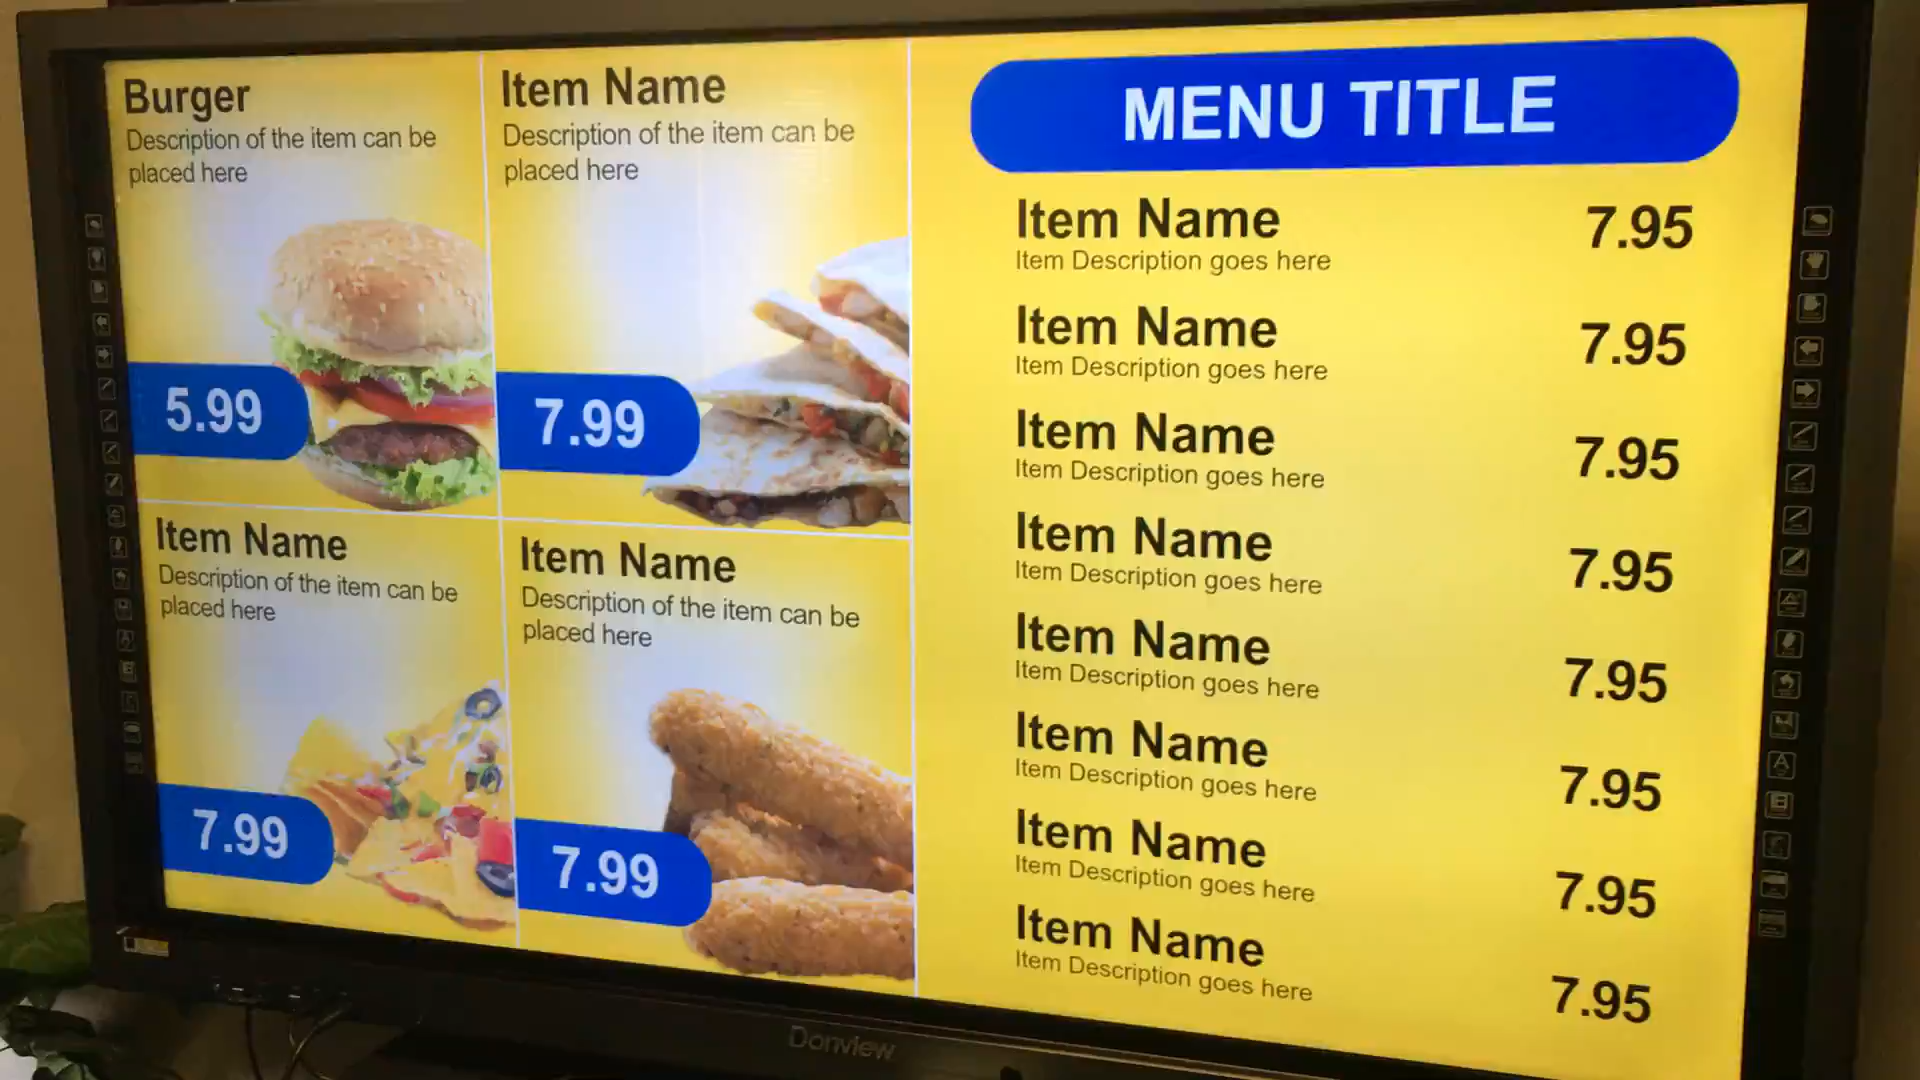 Burger
Description of the item can be
placed here
5.99
Item Name
Description of the item can be
placed here
7.99
Item Name
Description of the item can be
placed here
7.99
Item Name
Description of the item can be
placed here
7.99
MENU TITLE
Item Name 7.95
Item Description goes here
Item Name 7.95
Item Description goes here
Item Name 7.95
Item Description goes here
Item Name 7.95
Item Description goes here
Item Name 7.95
Item Description goes here
Item Name 7.95
Item Description goes here
Item Name 7.95
Item Description goes here
Item Name 7.95
Item Description goes here
Donview